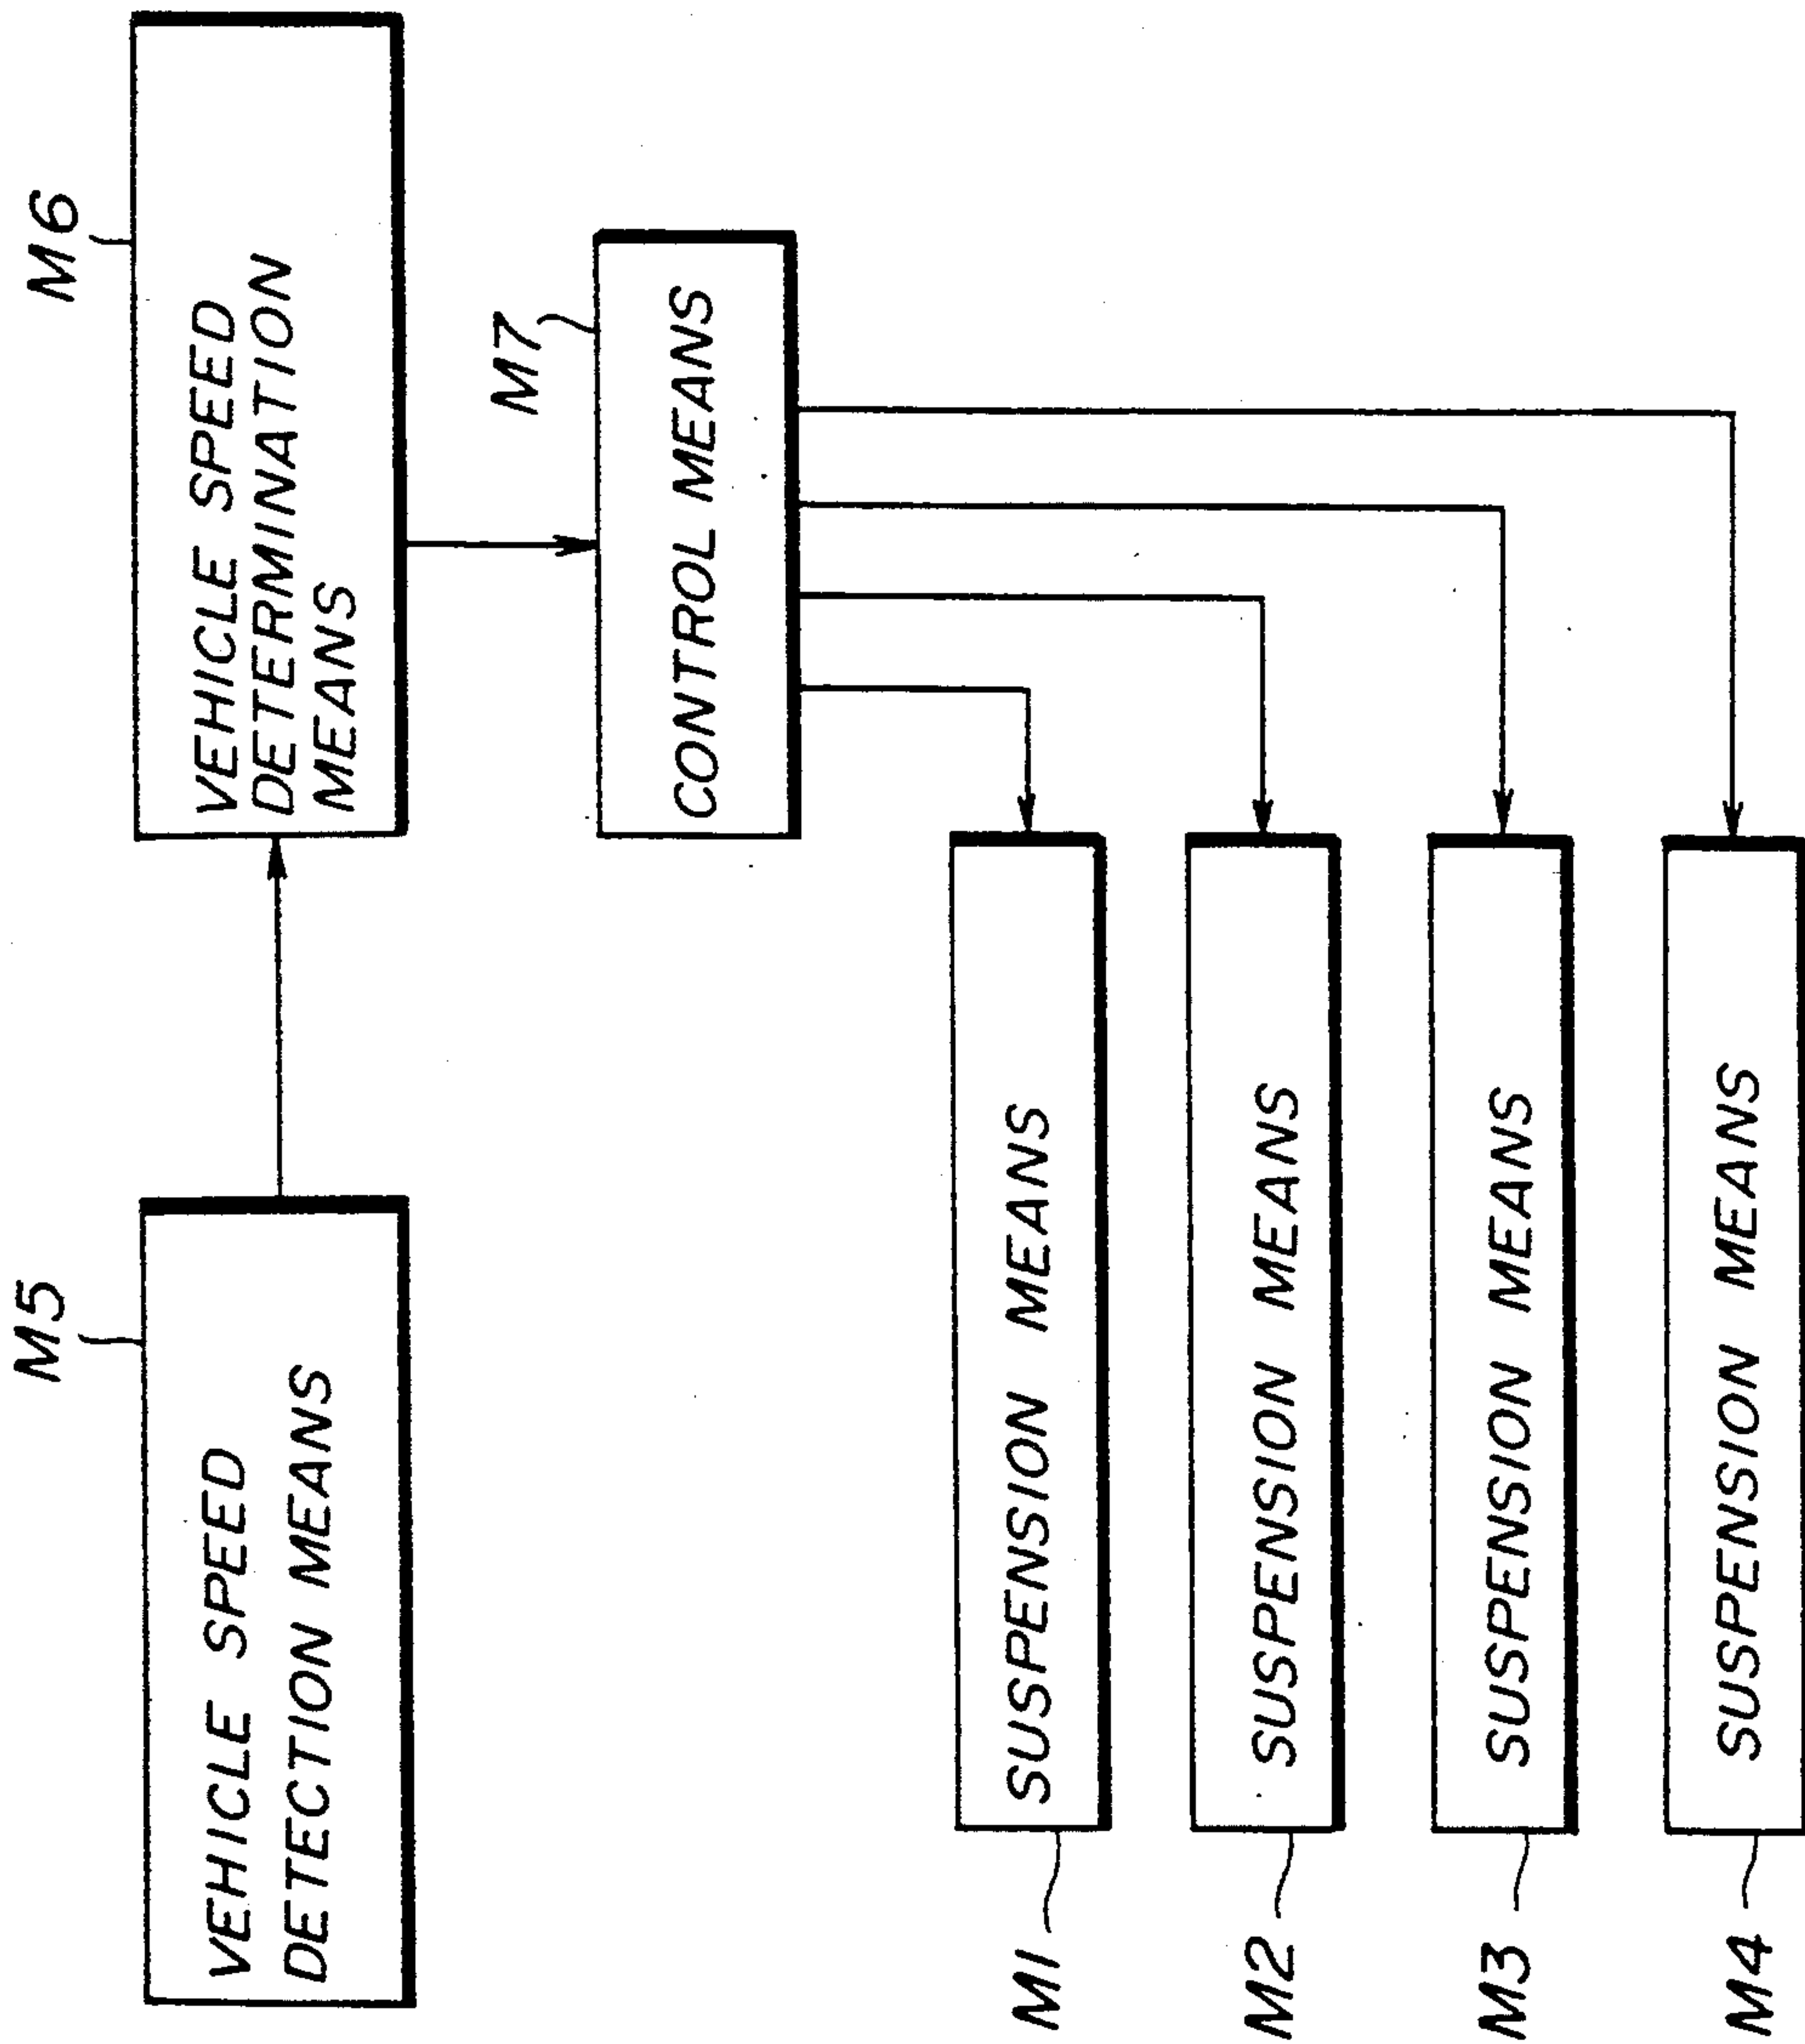 M5
VEHICLE SPEED
DETECTION MEANS
M6
VEHICLE SPEED
DETERMINATION
MEANS
M7
CONTROL MEANS
M1
SUSPENSION MEANS
M2
SUSPENSION MEANS
M3
SUSPENSION MEANS
M4
SUSPENSION MEANS